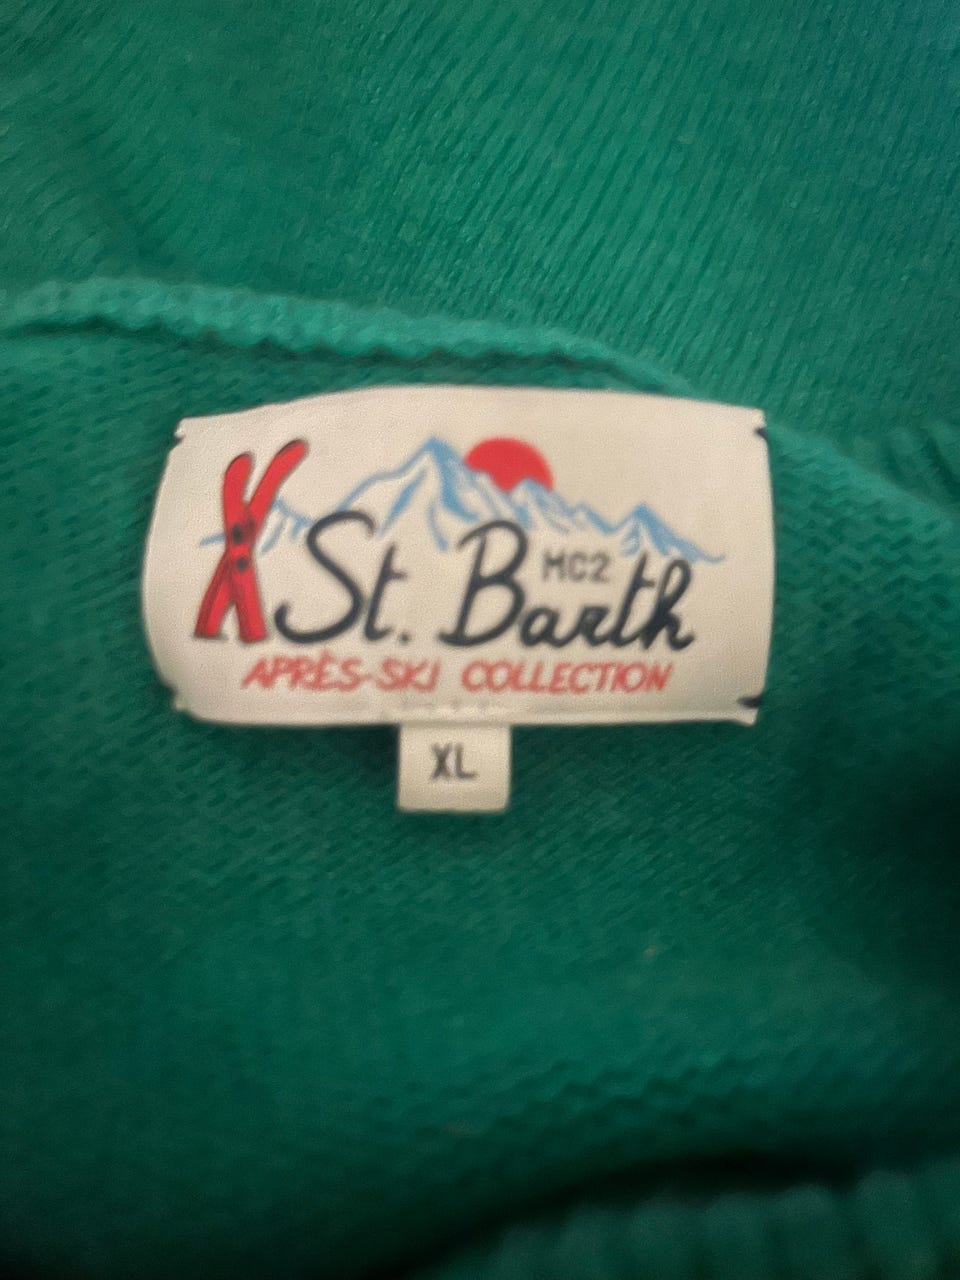 St. Barth
MC2
APRÈS-SKI COLLECTION
XL